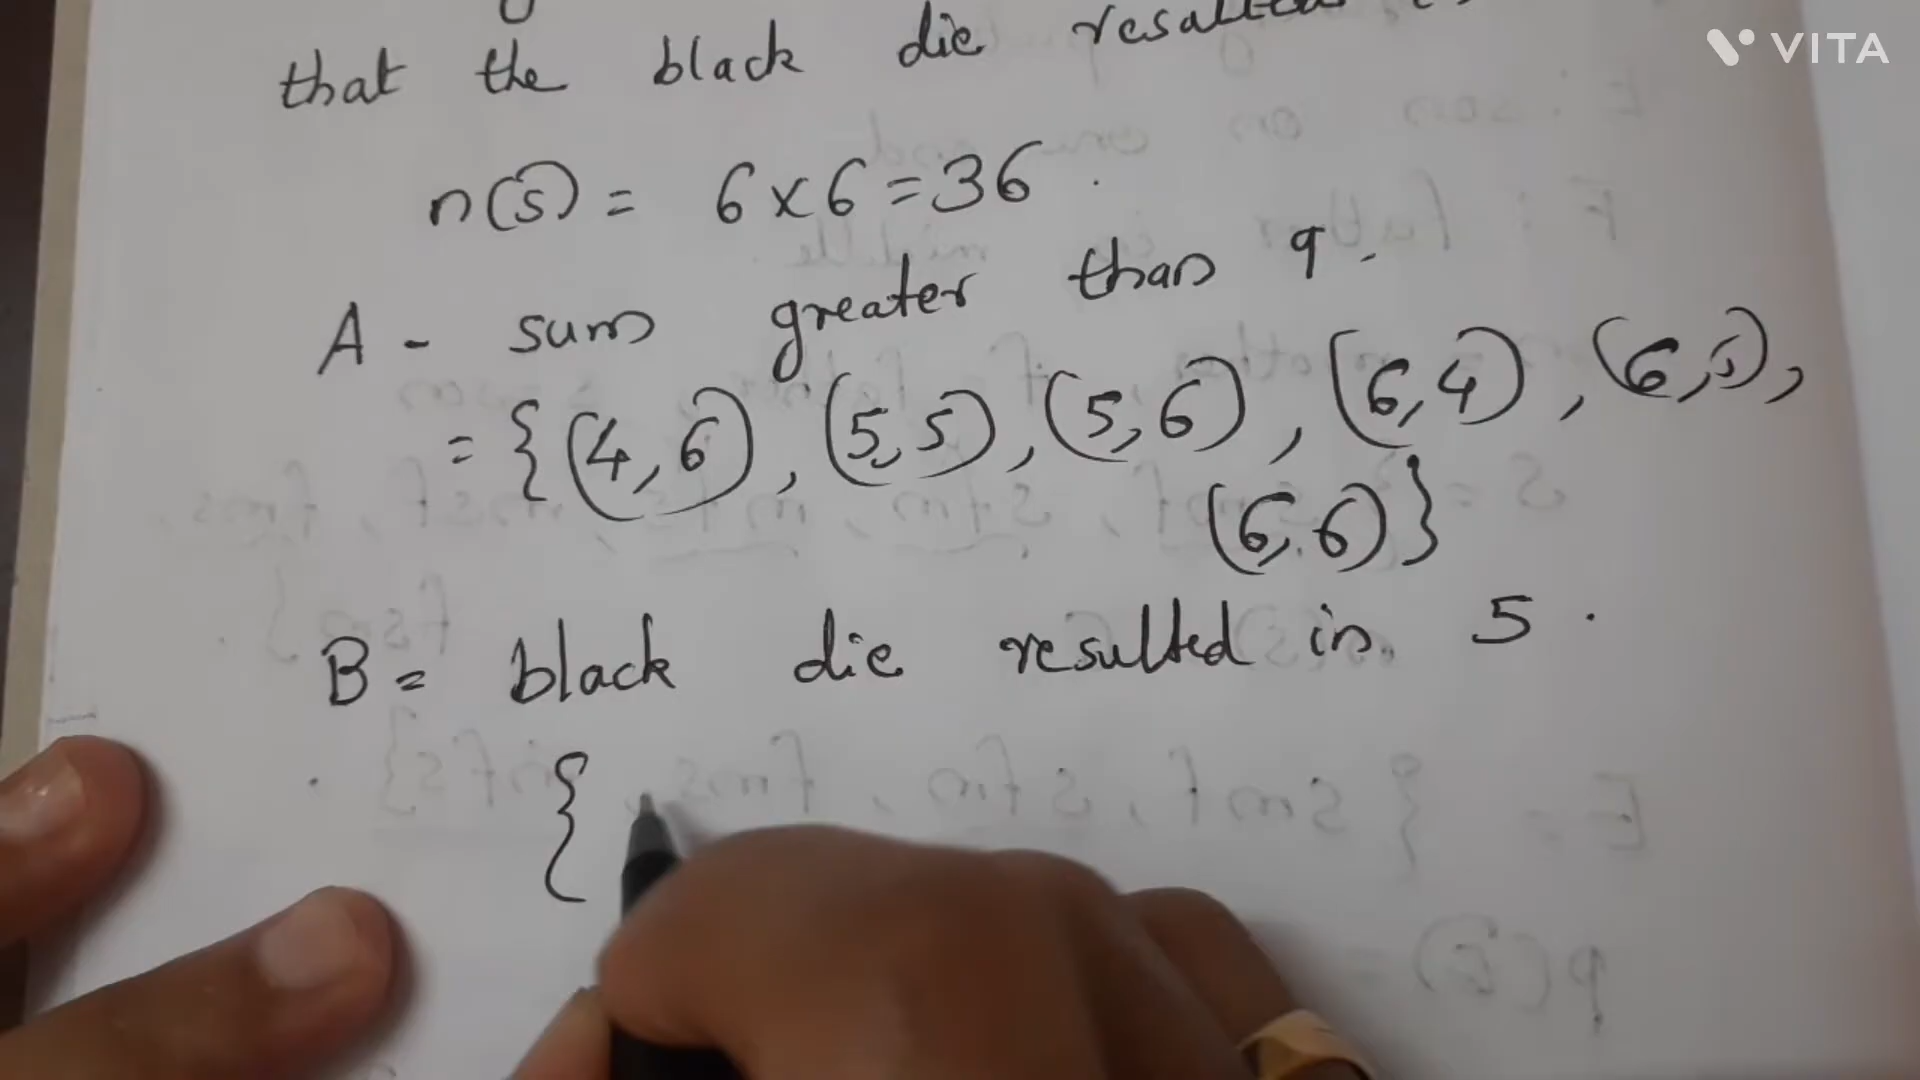 that the black die resulted
VITA
n(s) = 6 x 6 = 36.
A - sum greater than 9.
= {(4,6), (5,5), (5,6), (6,4), (6,5),
(6,6)}
B = black die resulted in 5.
{